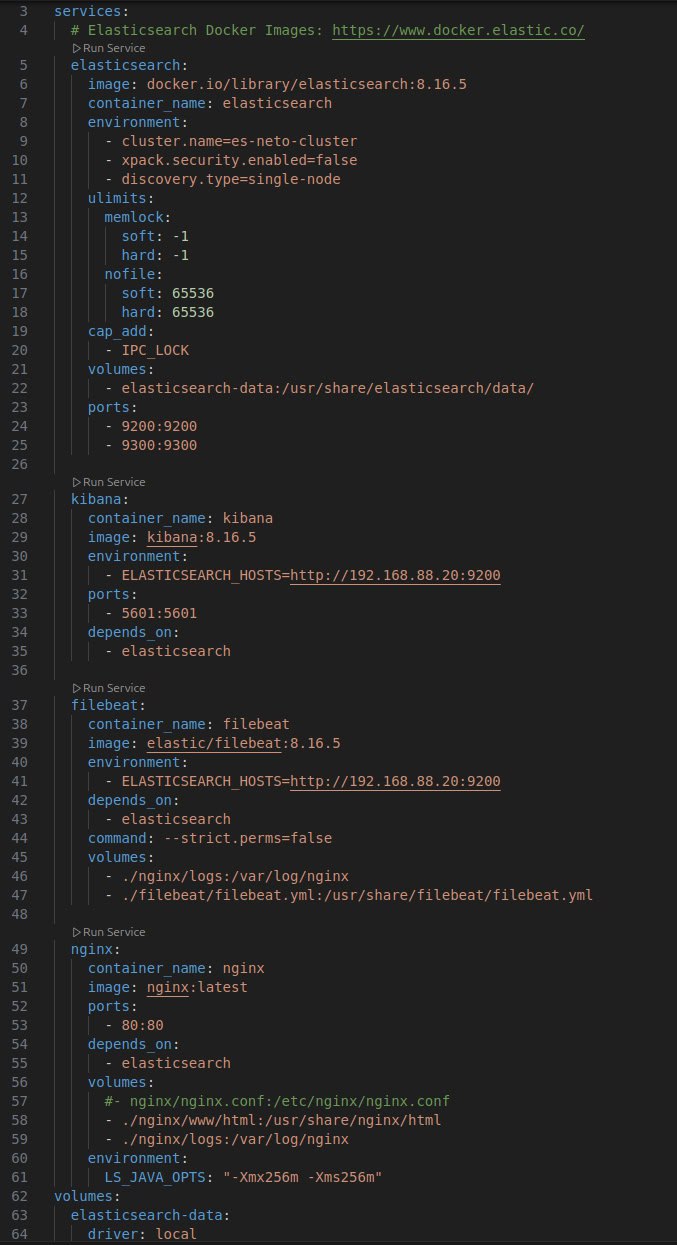 3 services:
4   # Elasticsearch Docker Images: https://www.docker.elastic.co/
    Run Service
5   elasticsearch:
6     image: docker.io/library/elasticsearch:8.16.5
7     container_name: elasticsearch
8     environment:
9       - cluster.name=es-neto-cluster
10       - xpack.security.enabled=false
11       - discovery.type=single-node
12     ulimits:
13       memlock:
14         soft: -1
15         hard: -1
16       nofile:
17         soft: 65536
18         hard: 65536
19     cap_add:
20       - IPC_LOCK
21     volumes:
22       - elasticsearch-data:/usr/share/elasticsearch/data/
23     ports:
24       - 9200:9200
25       - 9300:9300
26
    Run Service
27   kibana:
28     container_name: kibana
29     image: kibana:8.16.5
30     environment:
31       - ELASTICSEARCH_HOSTS=http://192.168.88.20:9200
32     ports:
33       - 5601:5601
34     depends_on:
35       - elasticsearch
36
    Run Service
37   filebeat:
38     container_name: filebeat
39     image: elastic/filebeat:8.16.5
40     environment:
41       - ELASTICSEARCH_HOSTS=http://192.168.88.20:9200
42     depends_on:
43       - elasticsearch
44     command: --strict.perms=false
45     volumes:
46       - ./nginx/logs:/var/log/nginx
47       - ./filebeat/filebeat.yml:/usr/share/filebeat/filebeat.yml
48
    Run Service
49   nginx:
50     container_name: nginx
51     image: nginx:latest
52     ports:
53       - 80:80
54     depends_on:
55       - elasticsearch
56     volumes:
57       #- nginx/nginx.conf:/etc/nginx/nginx.conf
58       - ./nginx/www/html:/usr/share/nginx/html
59       - ./nginx/logs:/var/log/nginx
60     environment:
61       LS_JAVA_OPTS: "-Xmx256m -Xms256m"
62 volumes:
63   elasticsearch-data:
64     driver: local